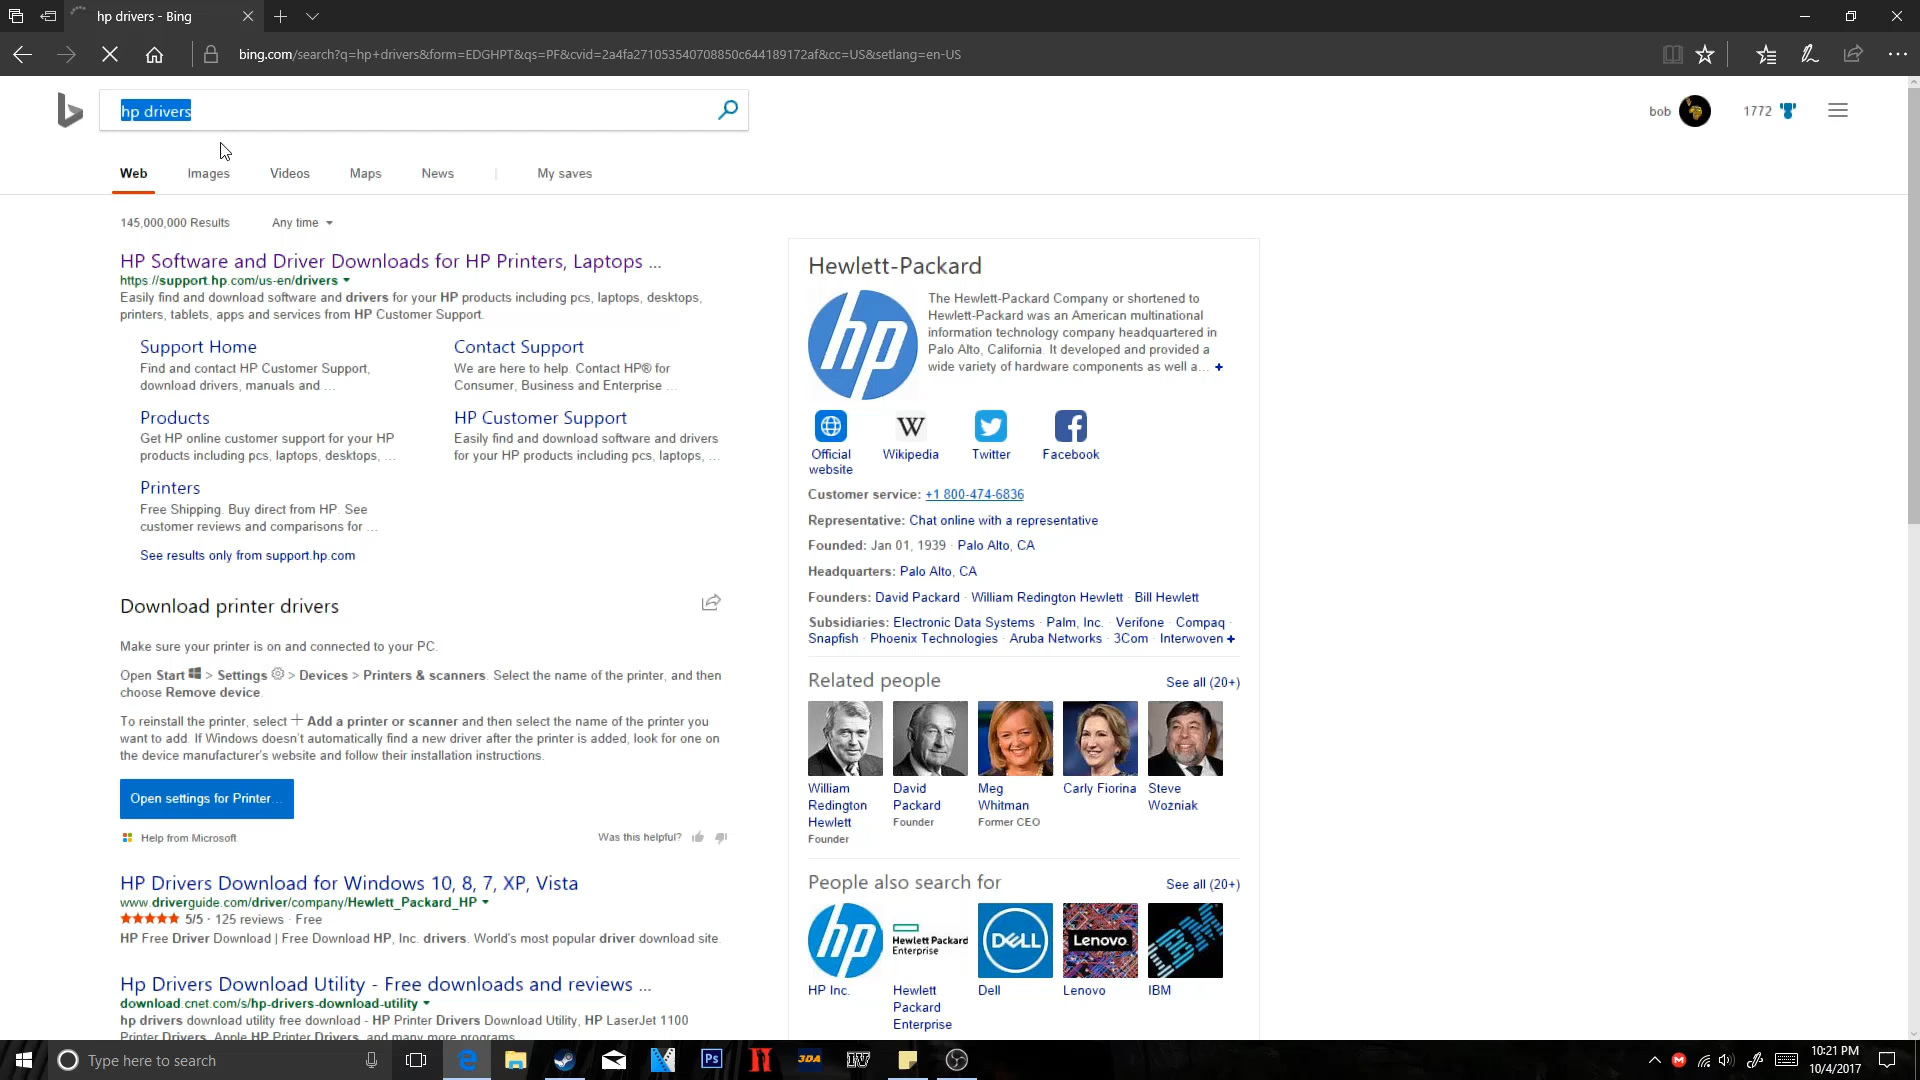 hp drivers - Bing
bing.com/search?q=hp+drivers&form=EDGHPT&qs=PF&cvid=2a4fa271053540708850c644189172af&cc=US&setlang=en-US
hp drivers
bob
1772
Web
Images
Videos
Maps
News
My saves
145,000,000 Results
Any time
HP Software and Driver Downloads for HP Printers, Laptops ...
https://support.hp.com/us-en/drivers
Easily find and download software and drivers for your HP products including pcs, laptops, desktops,
printers, tablets, apps and services from HP Customer Support.
Support Home
Find and contact HP Customer Support,
download drivers, manuals and ...
Contact Support
We are here to help. Contact HP® for
Consumer, Business and Enterprise ...
Products
Get HP online customer support for your HP
products including pcs, laptops, desktops, ...
HP Customer Support
Easily find and download software and drivers
for your HP products including pcs, laptops, ...
Printers
Free Shipping. Buy direct from HP. See
customer reviews and comparisons for ...
See results only from support.hp.com
Download printer drivers
Make sure your printer is on and connected to your PC.
Open Start > Settings > Devices > Printers & scanners. Select the name of the printer, and then
choose Remove device.
To reinstall the printer, select + Add a printer or scanner and then select the name of the printer you
want to add. If Windows doesn't automatically find a new driver after the printer is added, look for one on
the device manufacturer's website and follow their installation instructions.
Open settings for Printer...
Help from Microsoft
Was this helpful?
HP Drivers Download for Windows 10, 8, 7, XP, Vista
www.driverguide.com/driver/company/Hewlett_Packard_HP
5/5 · 125 reviews · Free
HP Free Driver Download | Free Download HP, Inc. drivers. World's most popular driver download site.
Hp Drivers Download Utility - Free downloads and reviews ...
download.cnet.com/s/hp-drivers-download-utility
hp drivers download utility free download - HP Printer Drivers Download Utility, HP LaserJet 1100
Printer Drivers, Apple HP Printer Drivers, and many more programs
Hewlett-Packard
hp
The Hewlett-Packard Company or shortened to
Hewlett-Packard was an American multinational
information technology company headquartered in
Palo Alto, California. It developed and provided a
wide variety of hardware components as well a... +
Official
website
W
Wikipedia
Twitter
Facebook
Customer service: +1 800-474-6836
Representative: Chat online with a representative
Founded: Jan 01, 1939 · Palo Alto, CA
Headquarters: Palo Alto, CA
Founders: David Packard · William Redington Hewlett · Bill Hewlett
Subsidiaries: Electronic Data Systems · Palm, Inc. · Verifone · Compaq ·
Snapfish · Phoenix Technologies · Aruba Networks · 3Com · Interwoven +
Related people
See all (20+)
William
Redington
Hewlett
Founder
David
Packard
Founder
Meg
Whitman
Former CEO
Carly Fiorina
Steve
Wozniak
People also search for
See all (20+)
hp
HP Inc.
Hewlett Packard
Enterprise
Hewlett
Packard
Enterprise
DELL
Dell
Lenovo
Lenovo
IBM
IBM
Type here to search
Ps
3DA
IV
10:21 PM
10/4/2017